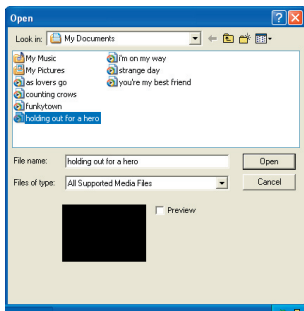 Open
Look in: My Documents
My Music
My Pictures
as lovers go
counting crows
funkytown
holding out for a hero
i'm on my way
strange day
you're my best friend
File name: holding out for a hero Open
Files of type: All Supported Media Files Cancel
Preview